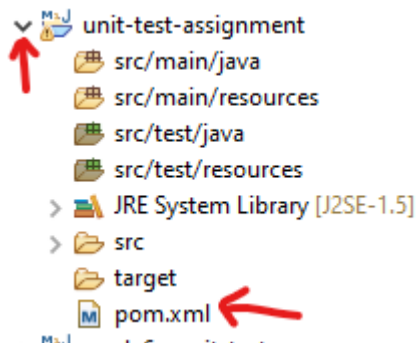 unit-test-assignment
src/main/java
src/main/resources
src/test/java
src/test/resources
JRE System Library [J2SE-1.5]
src
target
pom.xml